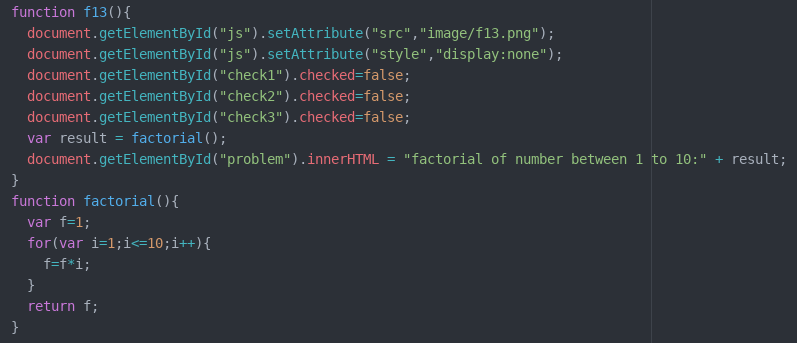 function f13(){
  document.getElementById("js").setAttribute("src","image/f13.png");
  document.getElementById("js").setAttribute("style","display:none");
  document.getElementById("check1").checked=false;
  document.getElementById("check2").checked=false;
  document.getElementById("check3").checked=false;
  var result = factorial();
  document.getElementById("problem").innerHTML = "factorial of number between 1 to 10:" + result;
}
function factorial(){
  var f=1;
  for(var i=1;i<=10;i++){
    f=f*i;
  }
  return f;
}